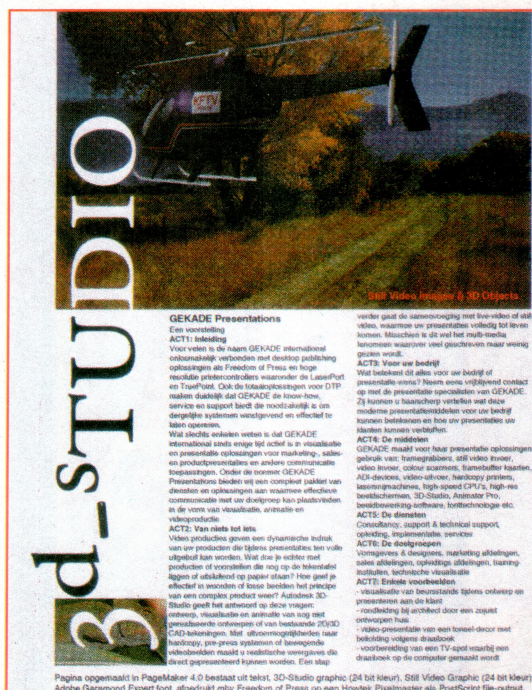 3d_sTUDIO
KFTV
Still Video Images & 3D Objects
GEKADE Presentations
Een voorstelling
ACT1: Inleiding
Voor velen is de naam GEKADE international
onlosmakelijk verbonden met desktop publishing
oplossingen als Freedom of Press en hoge
resolutie printercontrollers waaronder de LaserPort
en TruePoint. Ook de totaaloplossingen voor DTP
maken duidelijk dat GEKADE de know-how,
service en support biedt die noodzakelijk is om
dergelijke systemen winstgevend en effectief te
laten opereren.
Wat slechts enkelen weten is dat GEKADE
international sinds enige tijd actief is in visualisatie
en presentatie oplossingen voor marketing-, sales-
en productpresentaties en andere communicatie
toepassingen. Onder de noemer GEKADE
Presentations bieden wij een compleet pakket van
diensten en oplossingen aan waarmee effectieve
communicatie met uw doelgroep kan plaatsvinden
in de vorm van visualisatie, animatie en
videoproductie.
ACT2: Van niets tot iets
Video producties geven een dynamische indruk
van uw producten die tijdens presentaties ten volle
uitgebuit kan worden. Wat doe je echter met
producten of voorstellen die nog op de tekentafel
liggen of uitsluitend op papier staan? Hoe geef je
effectief in woorden of losse beelden het principe
van een complex product weer? Autodesk 3D-
Studio geeft het antwoord op deze vragen:
ontwerp, visualisatie en animatie van nog niet
gerealiseerde ontwerpen of van bestaande 2D/3D
CAD-tekeningen. Met uitvoermogelijkheden naar
hardcopy, pre-press systemen of bewegende
videobeelden maakt u realistische weergaves die
direct gepresenteerd kunnen worden. Een stap
verder gaat de samenvoeging met live-video of still
video, waarmee uw presentaties volledig tot leven
komen. Misschien is dit wel het multi-media
fenomeen waarover veel geschreven maar weinig
gezien wordt.
ACT3: Voor uw bedrijf
Wat betekent dit alles voor uw bedrijf of
presentatie-wens? Neem eens vrijblijvend contact
op met de presentatie specialisten van GEKADE.
Zij kunnen u haarscherp vertellen wat deze
moderne presentatiemiddelen voor uw bedrijf
kunnen betekenen en hoe uw presentaties uw
klanten kunnen verbluffen.
ACT4: De middelen
GEKADE maakt voor haar presentatie oplossingen
gebruik van: framegrabbers, still video invoer,
video invoer, colour scanners, framebuffer kaarten,
ADI-devices, video-uitvoer, hardcopy printers,
lasersnijmachines, high-speed CPU's, high-res
beeldschermen, 3D-Studio, Animator Pro,
beeldbewerking-software, fonttechnologie etc.
ACT5: De diensten
Consultancy, support & technical support,
opleiding, implementatie, services
ACT6: De doelgroepen
Vormgevers & designers, marketing afdelingen,
sales afdelingen, opleidings afdelingen, training-
instituten, technische visualisatie
ACT7: Enkele voorbeelden
- visualisatie van beursstands tijdens ontwerp en
presenteren aan de klant
- rondleiding bij architect door een zojuist
ontworpen huis
- video-presentatie van een toneel-decor met
belichting volgens draaiboek
- voorbereiding van een TV-spot waarbij een
draaiboek op de computer gemaakt wordt
Pagina opgemaakt in PageMaker 4.0 bestaat uit tekst, 3D-Studio graphic (24 bit kleur), Still Video Graphic (24 bit kleur)
Adobe Garamond Expert font, afgedrukt mbv Freedom of Press on een Howtek Pixelmaster als PostScript file-output